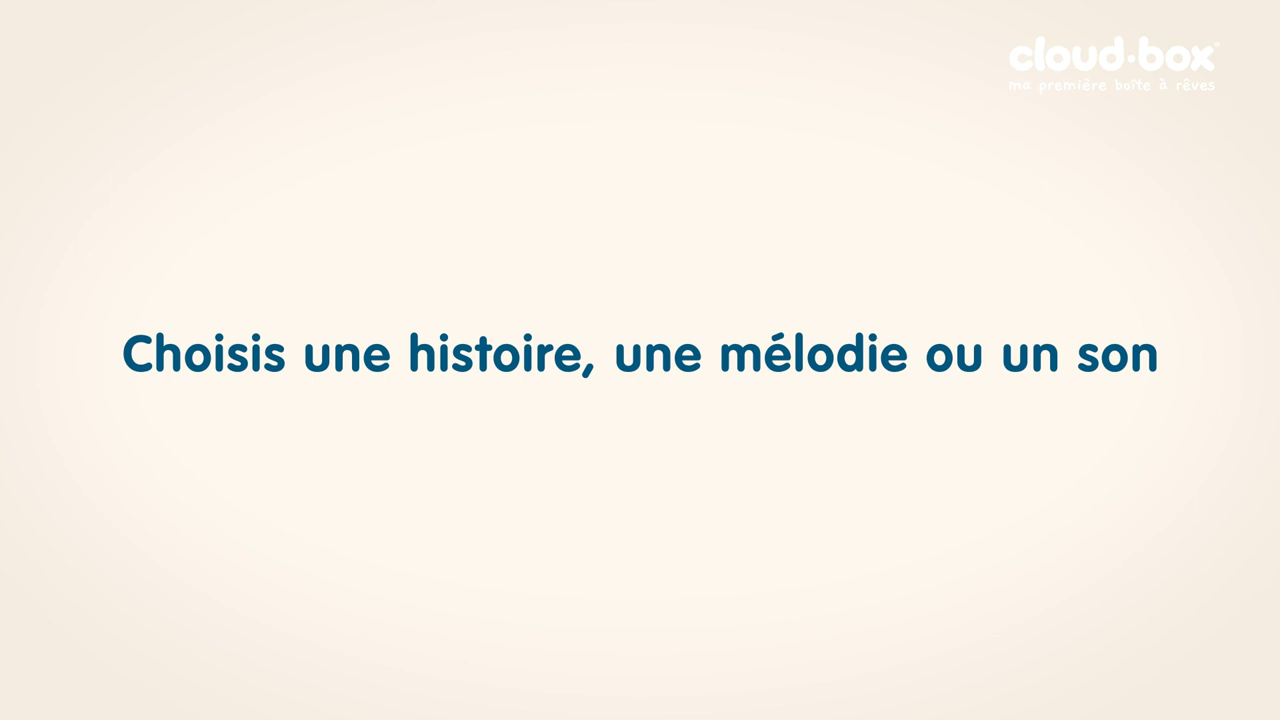 cloud·box®
ma première boîte à rêves
Choisis une histoire, une mélodie ou un son